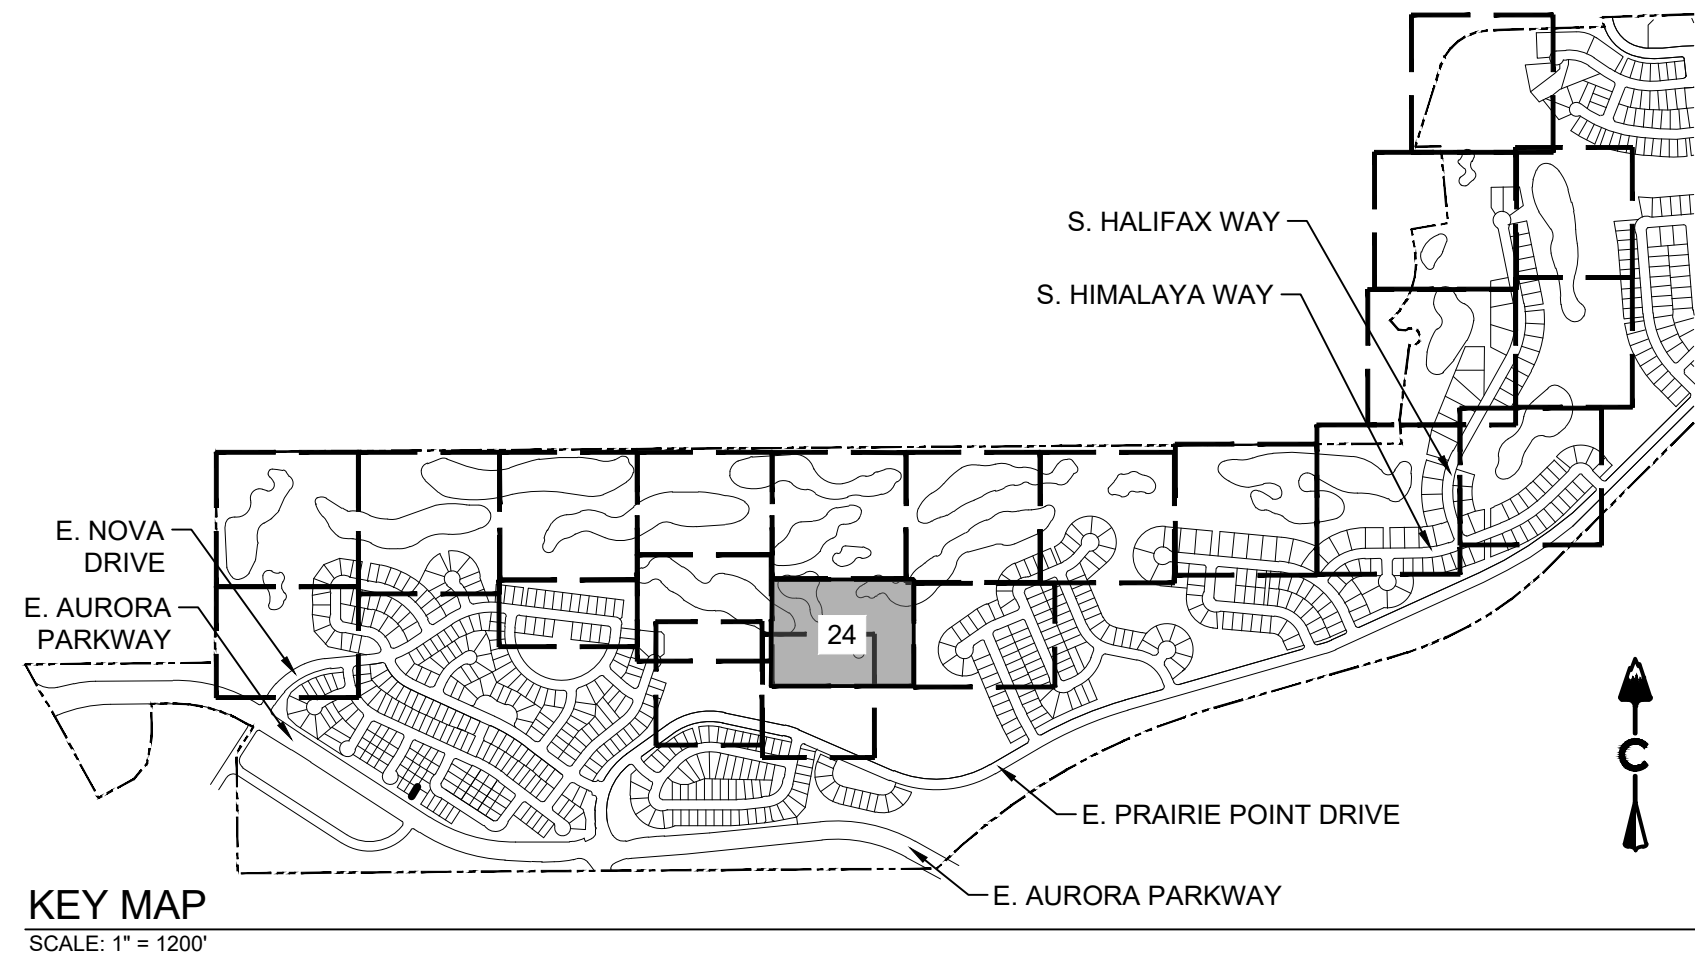 S. HALIFAX WAY
S. HIMALAYA WAY
E. NOVA
DRIVE
E. AURORA
PARKWAY
24
C
E. PRAIRIE POINT DRIVE
E. AURORA PARKWAY
KEY MAP
SCALE: 1" = 1200'